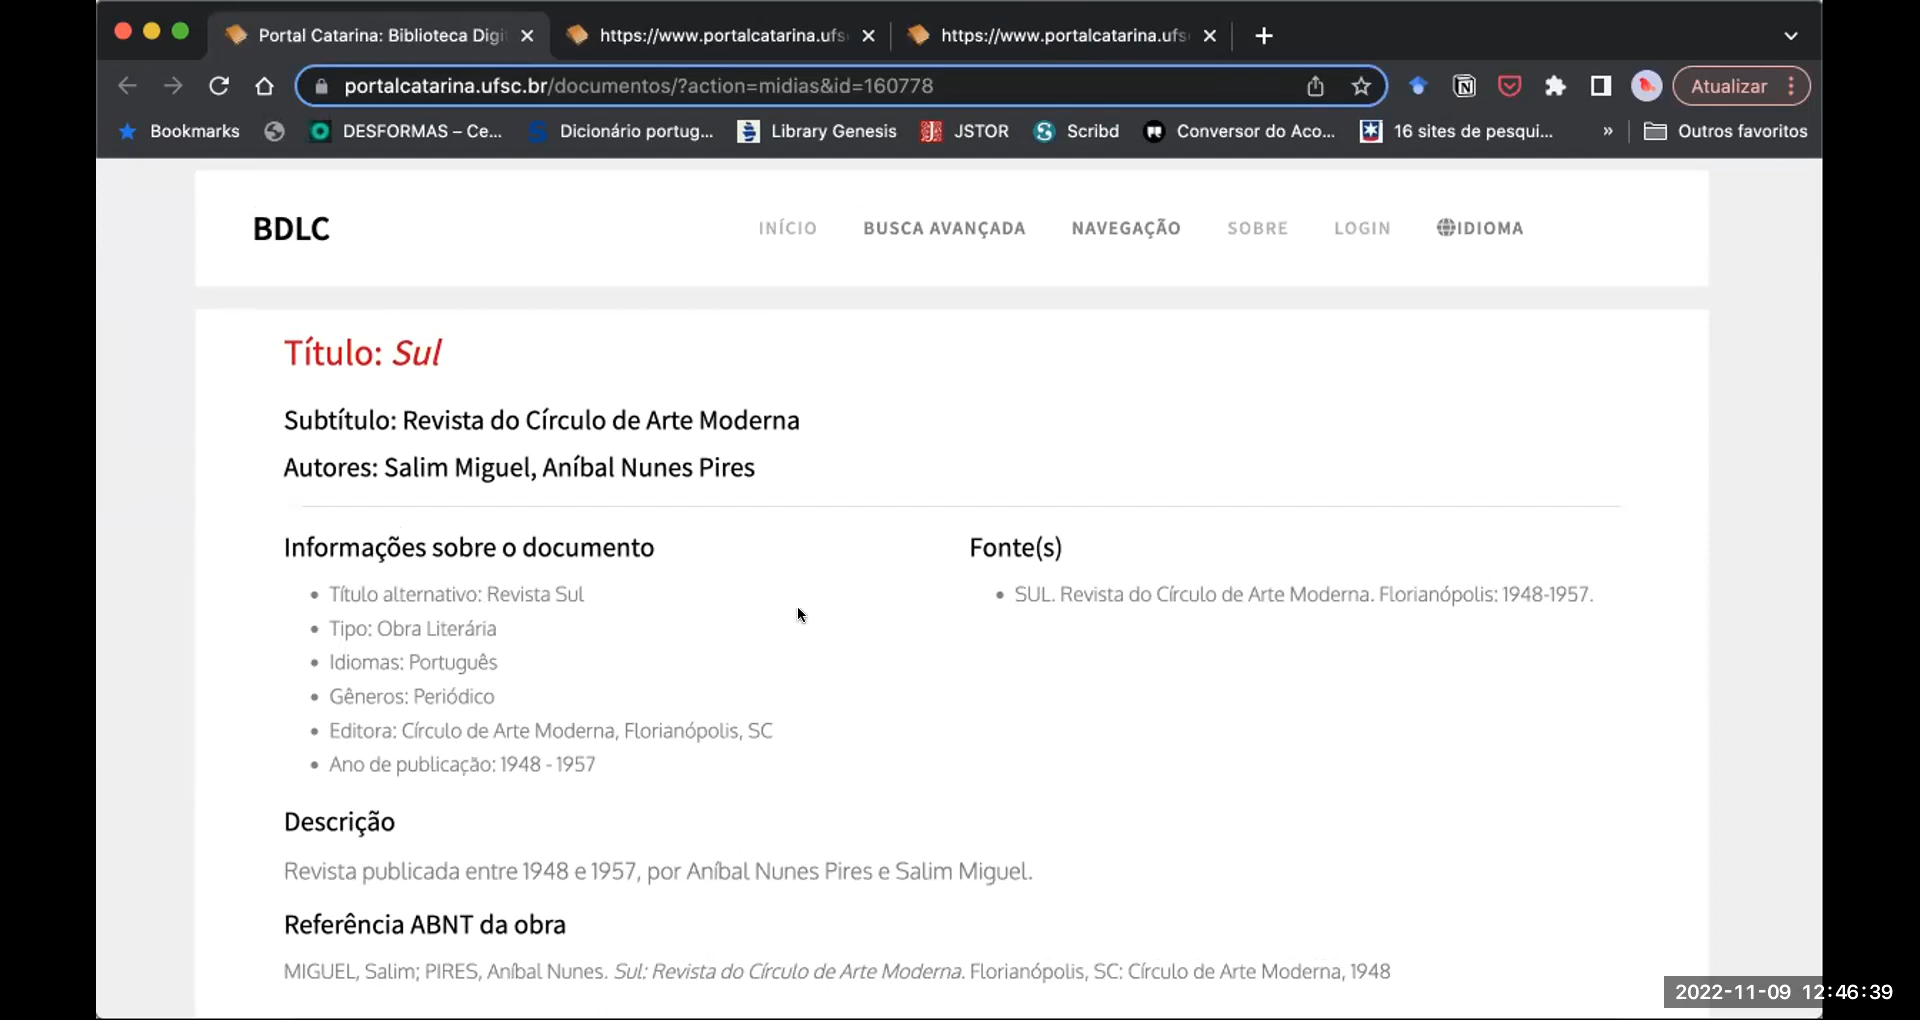 Portal Catarina: Biblioteca Digi
https://www.portalcatarina.ufs
https://www.portalcatarina.ufs
portalcatarina.ufsc.br/documentos/?action=midias&id=160778
Atualizar
Bookmarks
DESFORMAS – Ce...
Dicionário portug...
Library Genesis
JSTOR
Scribd
Conversor do Aco...
16 sites de pesqui...
»
Outros favoritos
BDLC
INÍCIO
BUSCA AVANÇADA
NAVEGAÇÃO
SOBRE
LOGIN
IDIOMA
Título: Sul
Subtítulo: Revista do Círculo de Arte Moderna
Autores: Salim Miguel, Aníbal Nunes Pires
Informações sobre o documento
• Título alternativo: Revista Sul
• Tipo: Obra Literária
• Idiomas: Português
• Gêneros: Periódico
• Editora: Círculo de Arte Moderna, Florianópolis, SC
• Ano de publicação: 1948 - 1957
Fonte(s)
• SUL. Revista do Círculo de Arte Moderna. Florianópolis: 1948-1957.
Descrição
Revista publicada entre 1948 e 1957, por Aníbal Nunes Pires e Salim Miguel.
Referência ABNT da obra
MIGUEL, Salim; PIRES, Aníbal Nunes. Sul: Revista do Círculo de Arte Moderna. Florianópolis, SC: Círculo de Arte Moderna, 1948
2022-11-09 12:46:39